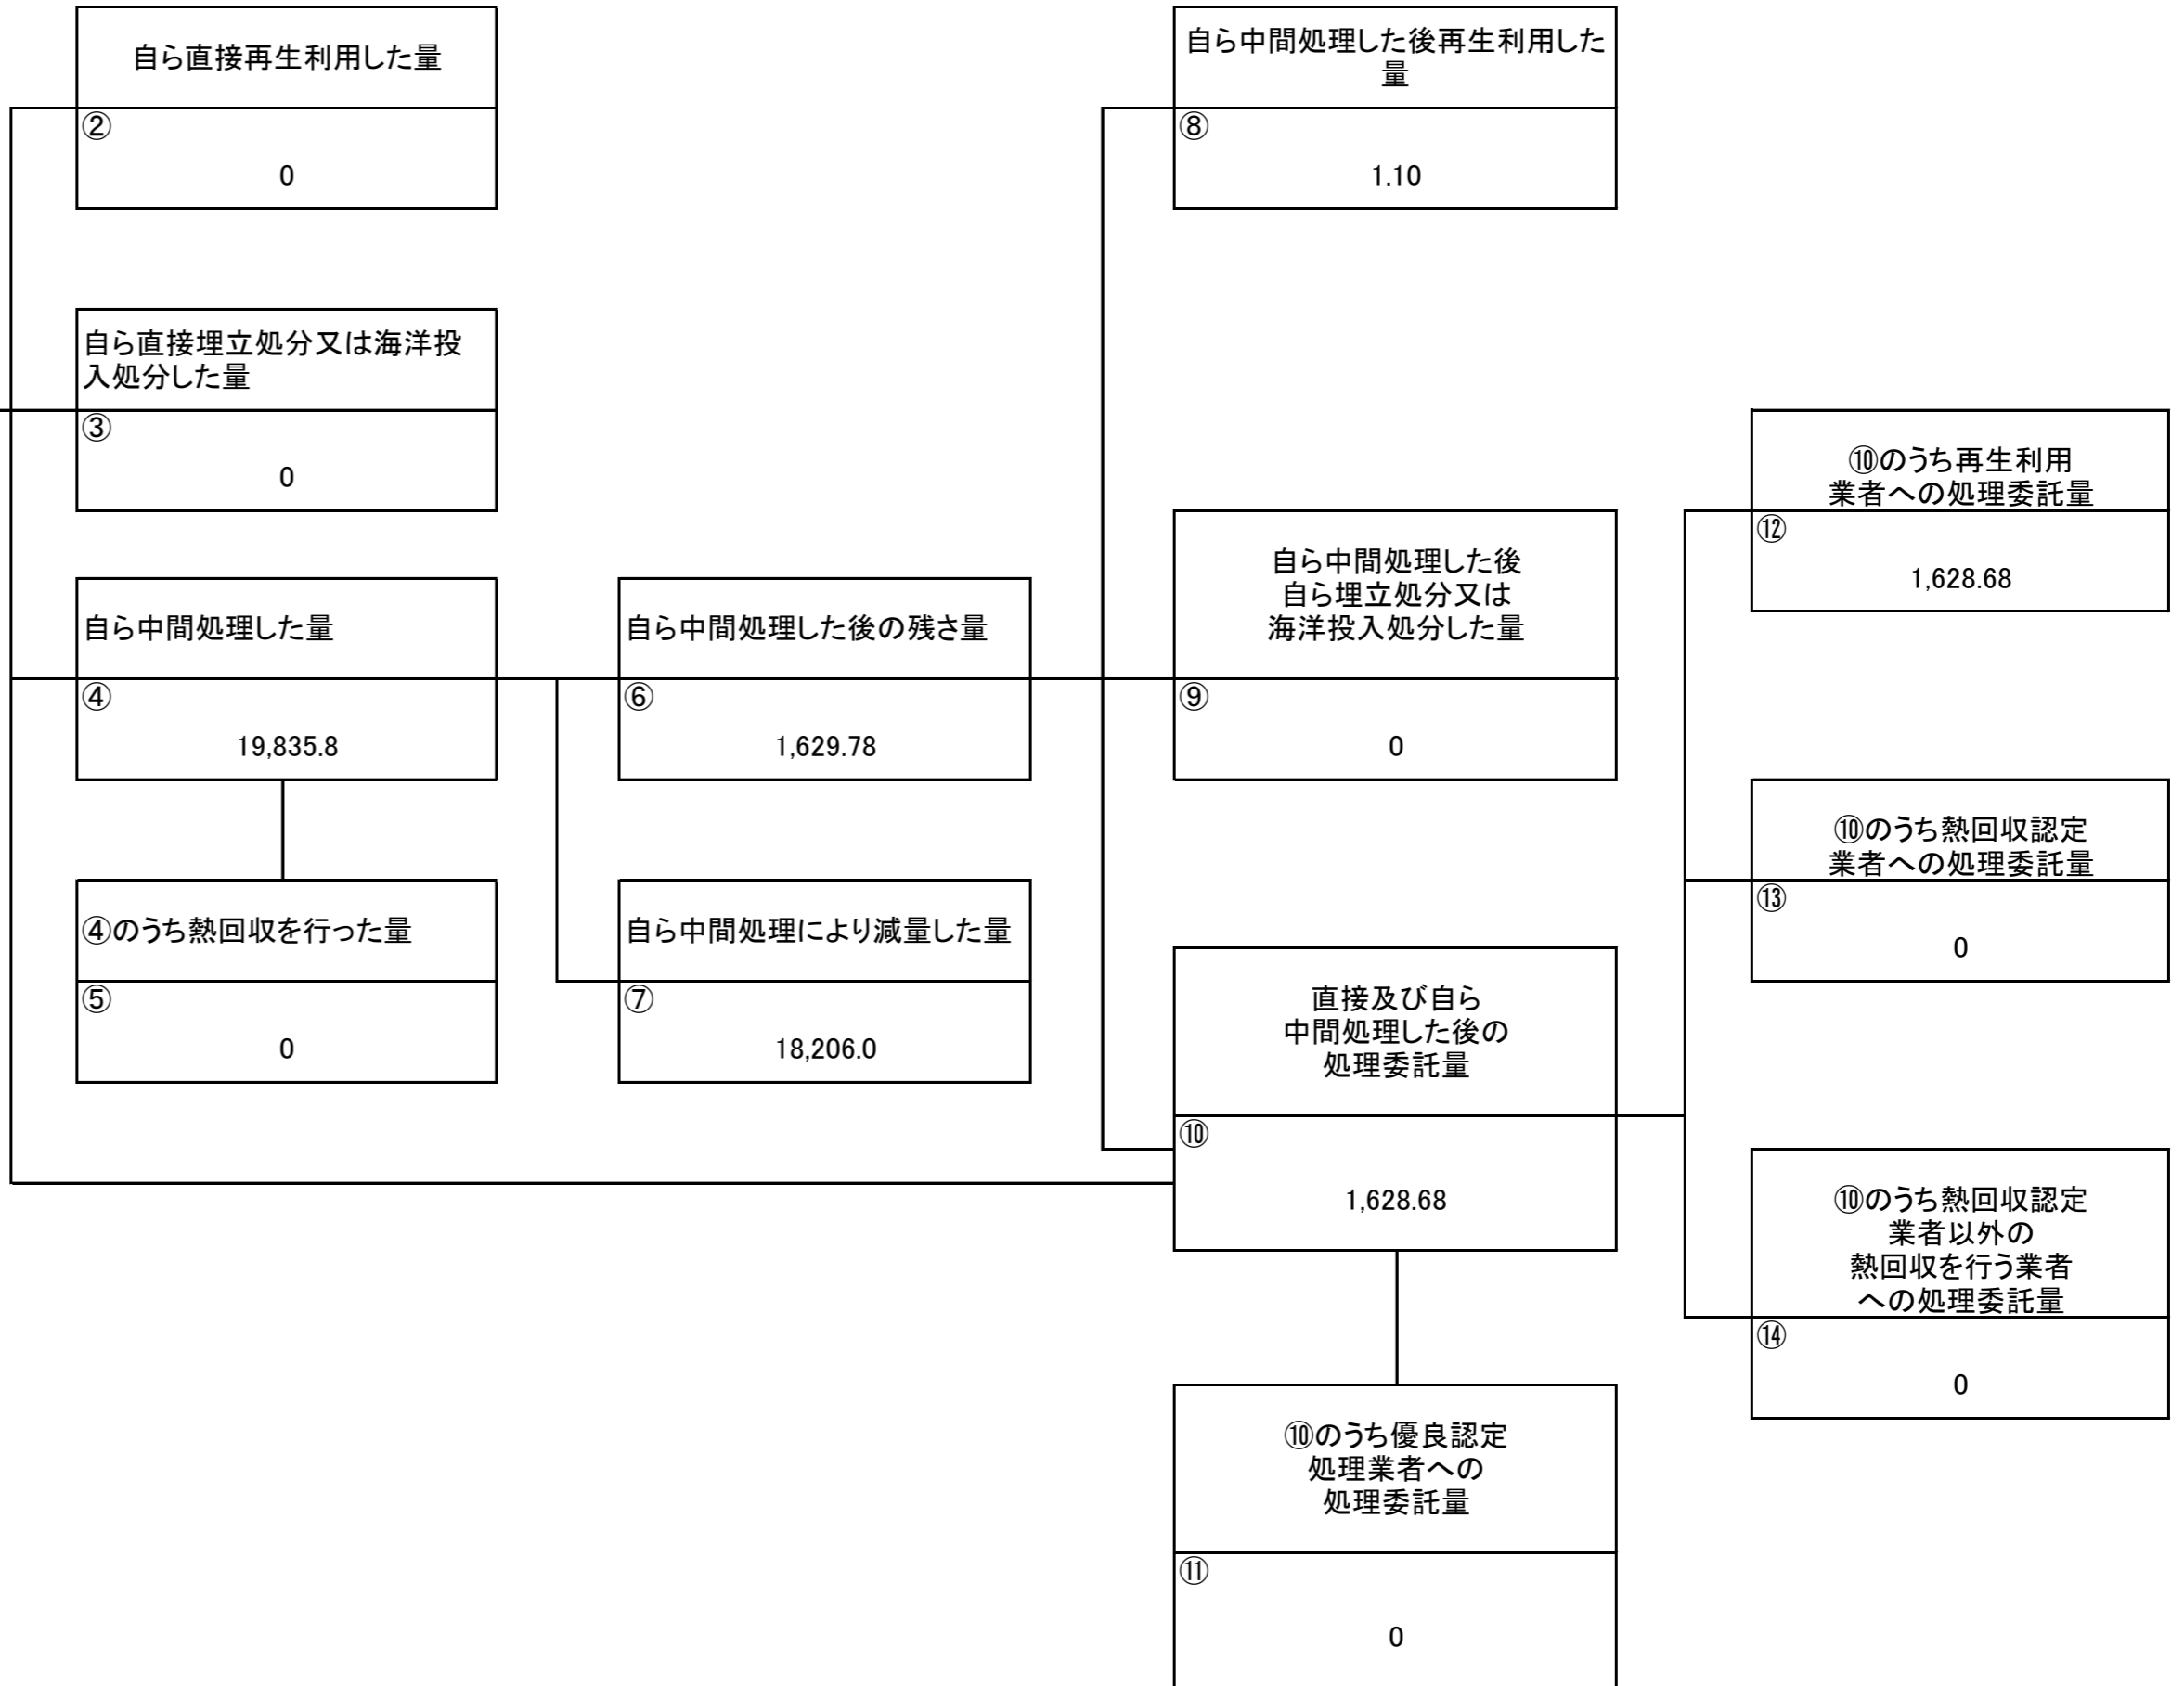 自ら直接再生利用した量
②
0
自ら直接埋立処分又は海洋投
入処分した量
③
0
自ら中間処理した量
④
19,835.8
④のうち熱回収を行った量
⑤
0
自ら中間処理した後の残さ量
⑥
1,629.78
自ら中間処理により減量した量
⑦
18,206.0
自ら中間処理した後再生利用した
量
⑧
1.10
自ら中間処理した後
自ら埋立処分又は
海洋投入処分した量
⑨
0
直接及び自ら
中間処理した後の
処理委託量
⑩
1,628.68
⑩のうち優良認定
処理業者への
処理委託量
⑪
0
⑩のうち再生利用
業者への処理委託量
⑫
1,628.68
⑩のうち熱回収認定
業者への処理委託量
⑬
0
⑩のうち熱回収認定
業者以外の
熱回収を行う業者
への処理委託量
⑭
0